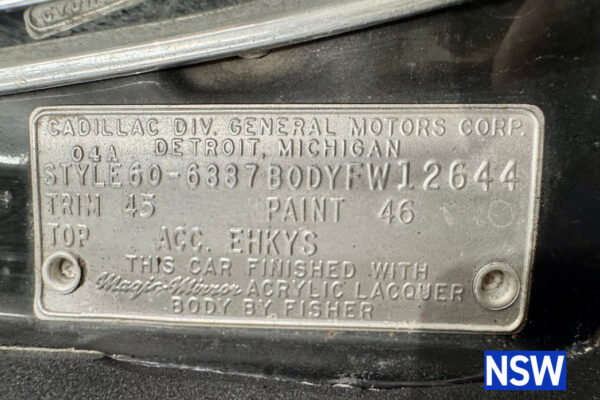 CADILLAC DIV. GENERAL MOTORS CORP.
04A DETROIT, MICHIGAN
STYLE 60-6337 BODY FW12644
TRIM 45 PAINT 46
TOP ACC. EHKYS
THIS CAR FINISHED WITH
Magic-Mirror ACRYLIC LACQUER
BODY BY FISHER
NSW